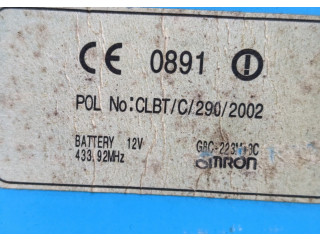 CE 0891
POL No:CLBT/C/290/2002
BATTERY 12V
433.92MHz
OMRON